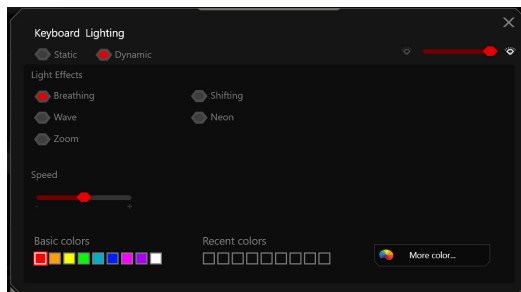 Keyboard Lighting
Static Dynamic
Light Effects
Breathing Shifting
Wave Neon
Zoom
Speed
- +
Basic colors Recent colors
More color...